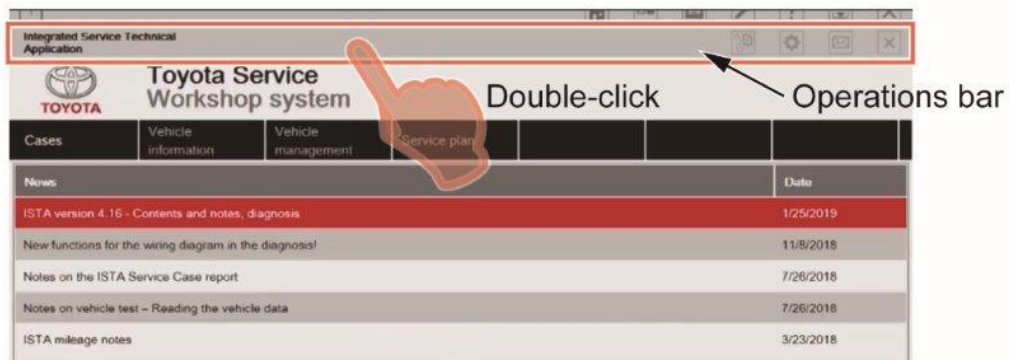 Integrated Service Technical
Application
TOYOTA
Toyota Service
Workshop system
Double-click
Operations bar
Cases
Vehicle
information
Vehicle
management
Service plan
News
Date
ISTA version 4.16 - Contents and notes, diagnosis
1/25/2019
New functions for the wiring diagram in the diagnosis!
11/8/2018
Notes on the ISTA Service Case report
7/26/2018
Notes on vehicle test – Reading the vehicle data
7/26/2018
ISTA mileage notes
3/23/2018